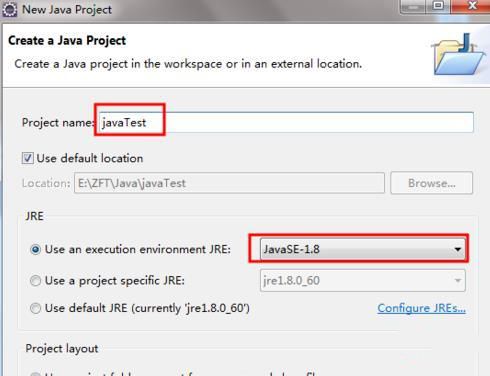 New Java Project
Create a Java Project
Create a Java project in the workspace or in an external location.
Project name: javaTest
Use default location
Location: E:\ZFT\Java\javaTest Browse...
JRE
Use an execution environment JRE: JavaSE-1.8
Use a project specific JRE: jre1.8.0_60
Use default JRE (currently 'jre1.8.0_60') Configure JREs...
Project layout